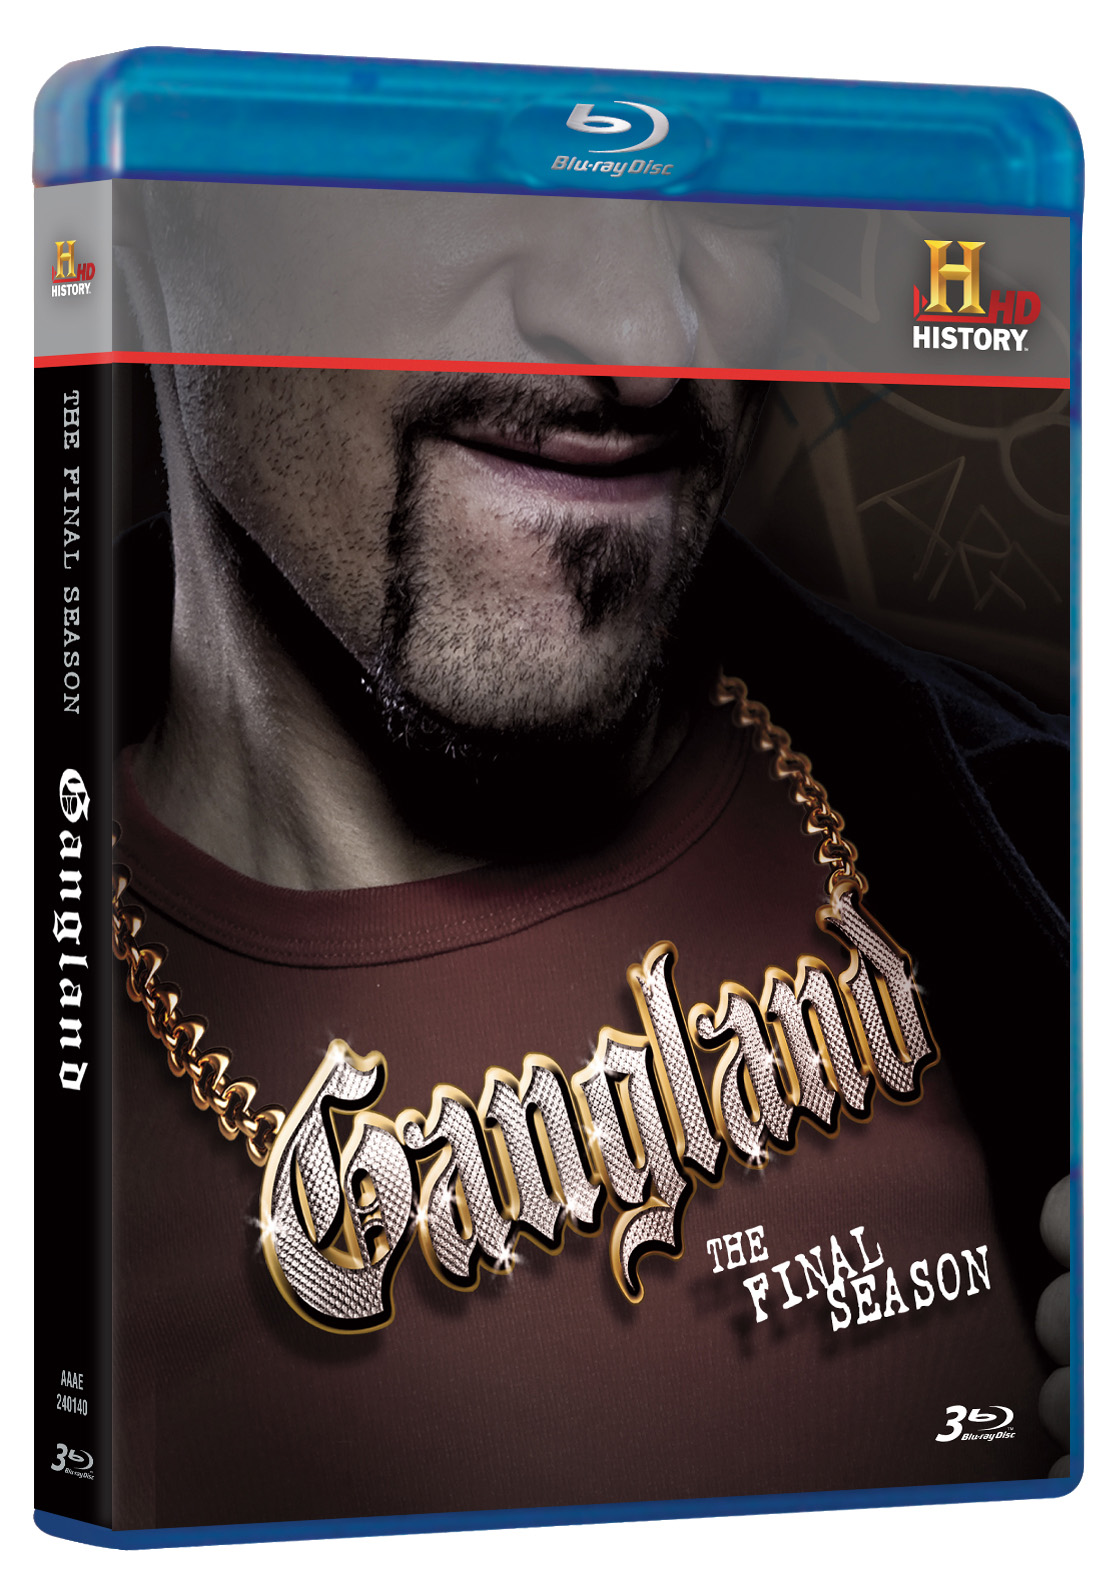 Blu-ray Disc
HD
HISTORY
THE FINAL SEASON
Gangland
AAAE
240140
3 Blu-ray Disc
HD
HISTORY
Gangland
THE
FINAL
SEASON
3 Blu-ray Disc